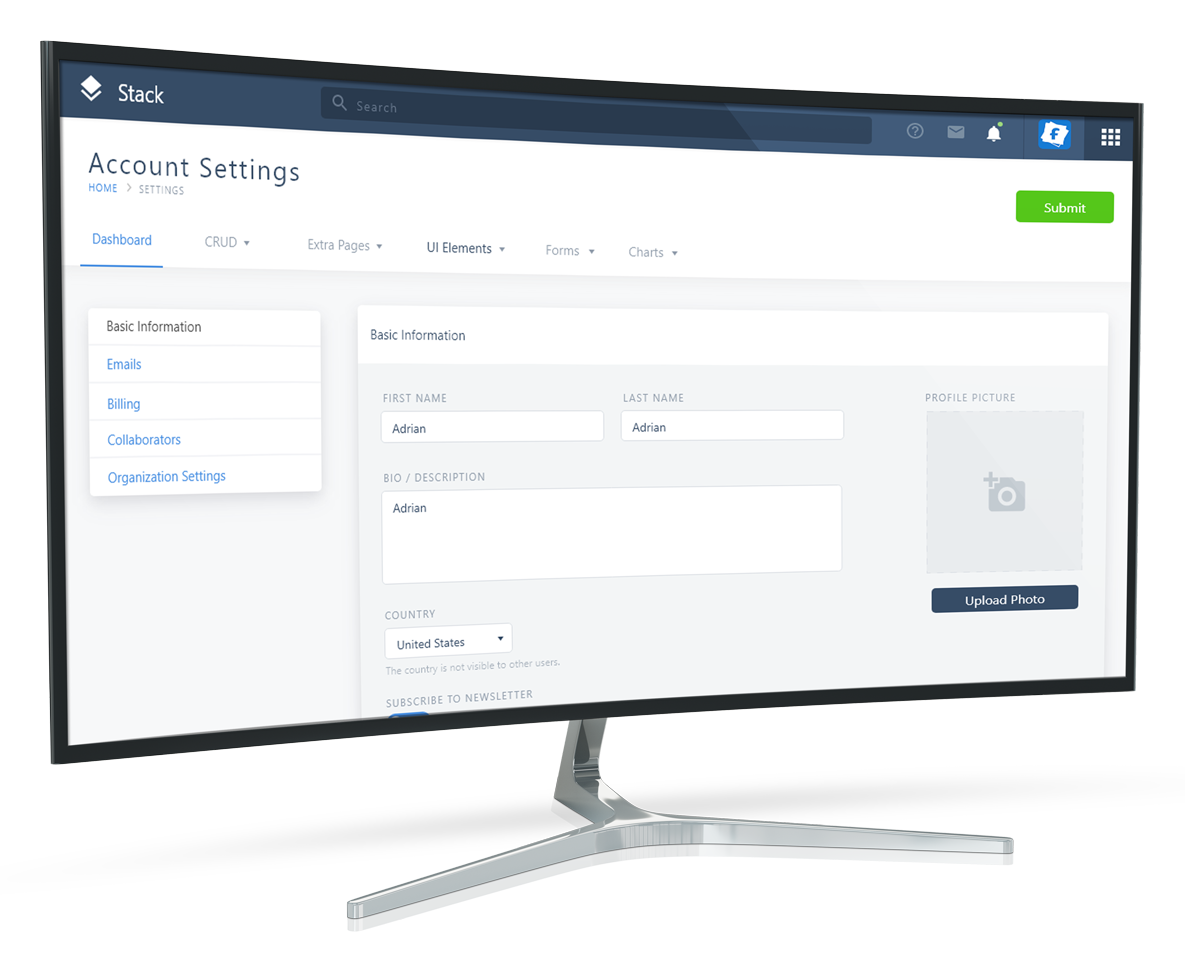 Stack
Search
Account Settings
HOME > SETTINGS
Submit
Dashboard CRUD Extra Pages UI Elements Forms Charts
Basic Information
Emails
Billing
Collaborators
Organization Settings
Basic Information
FIRST NAME LAST NAME PROFILE PICTURE
Adrian Adrian
BIO / DESCRIPTION
Adrian
Upload Photo
COUNTRY
United States
The country is not visible to other users.
SUBSCRIBE TO NEWSLETTER